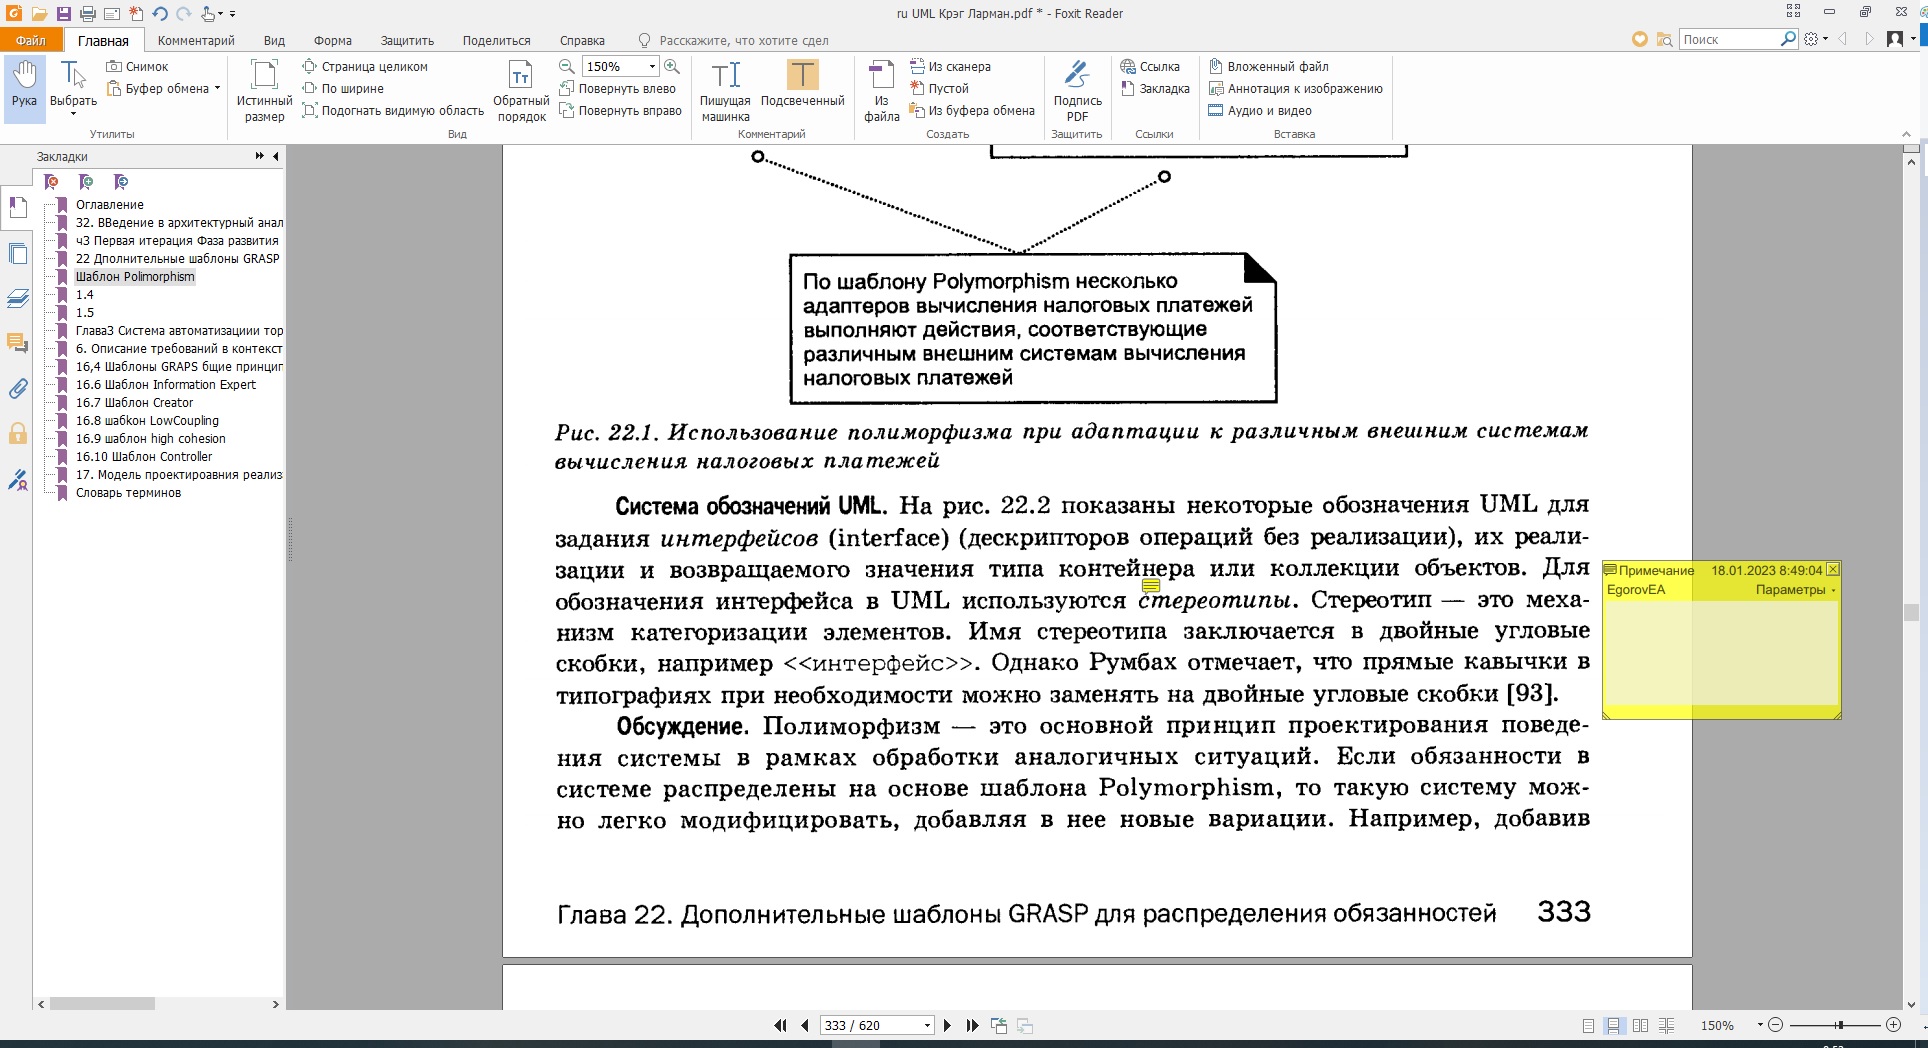 ru UML Крэг Ларман.pdf * - Foxit Reader
Файл Главная Комментарий Вид Форма Защитить Поделиться Справка Расскажите, что хотите сдел Поиск
Рука
Выбрать
Снимок
Буфер обмена
Утилиты
Истинный размер
Страница целиком
По ширине
Подогнать видимую область
Обратный порядок
150%
Повернуть влево
Повернуть вправо
Вид
Пишущая машинка
Подсвеченный
Комментарий
Из файла
Из сканера
Пустой
Из буфера обмена
Создать
Подпись PDF
Защитить
Ссылка
Закладка
Ссылки
Вложенный файл
Аннотация к изображению
Аудио и видео
Вставка
Закладки
Оглавление
32. ВВедение в архитектурный анал
ч3 Первая итерация Фаза развития
22 Дполнительные шаблоны GRASP
Шаблон Polimorphism
1.4
1.5
Глава3 Система автоматизациии тор
6. Описание требований в контекст
16,4 Шаблоны GRAPS бщие принцип
16.6 Шаблон Information Expert
16.7 Шаблон Creator
16.8 шабкон LowCoupling
16.9 шаблон high cohesion
16.10 Шаблон Controller
17. Модель проектироавния реализ
Словарь терминов
По шаблону Polymorphism несколько
адаптеров вычисления налоговых платежей
выполняют действия, соответствующие
различным внешним системам вычисления
налоговых платежей
Рис. 22.1. Использование полиморфизма при адаптации к различным внешним системам
вычисления налоговых платежей
Система обозначений UML. На рис. 22.2 показаны некоторые обозначения UML для
задания интерфейсов (interface) (дескрипторов операций без реализации), их реали-
зации и возвращаемого значения типа контейнера или коллекции объектов. Для
обозначения интерфейса в UML используются стереотипы. Стереотип — это меха-
низм категоризации элементов. Имя стереотипа заключается в двойные угловые
скобки, например <<интерфейс>>. Однако Румбах отмечает, что прямые кавычки в
типографиях при необходимости можно заменять на двойные угловые скобки [93].
Обсуждение. Полиморфизм — это основной принцип проектирования поведе-
ния системы в рамках обработки аналогичных ситуаций. Если обязанности в
системе распределены на основе шаблона Polymorphism, то такую систему мож-
но легко модифицировать, добавляя в нее новые вариации. Например, добавив
Глава 22. Дополнительные шаблоны GRASP для распределения обязанностей 333
Примечание 18.01.2023 8:49:04
EgorovEA Параметры
333 / 620
150%